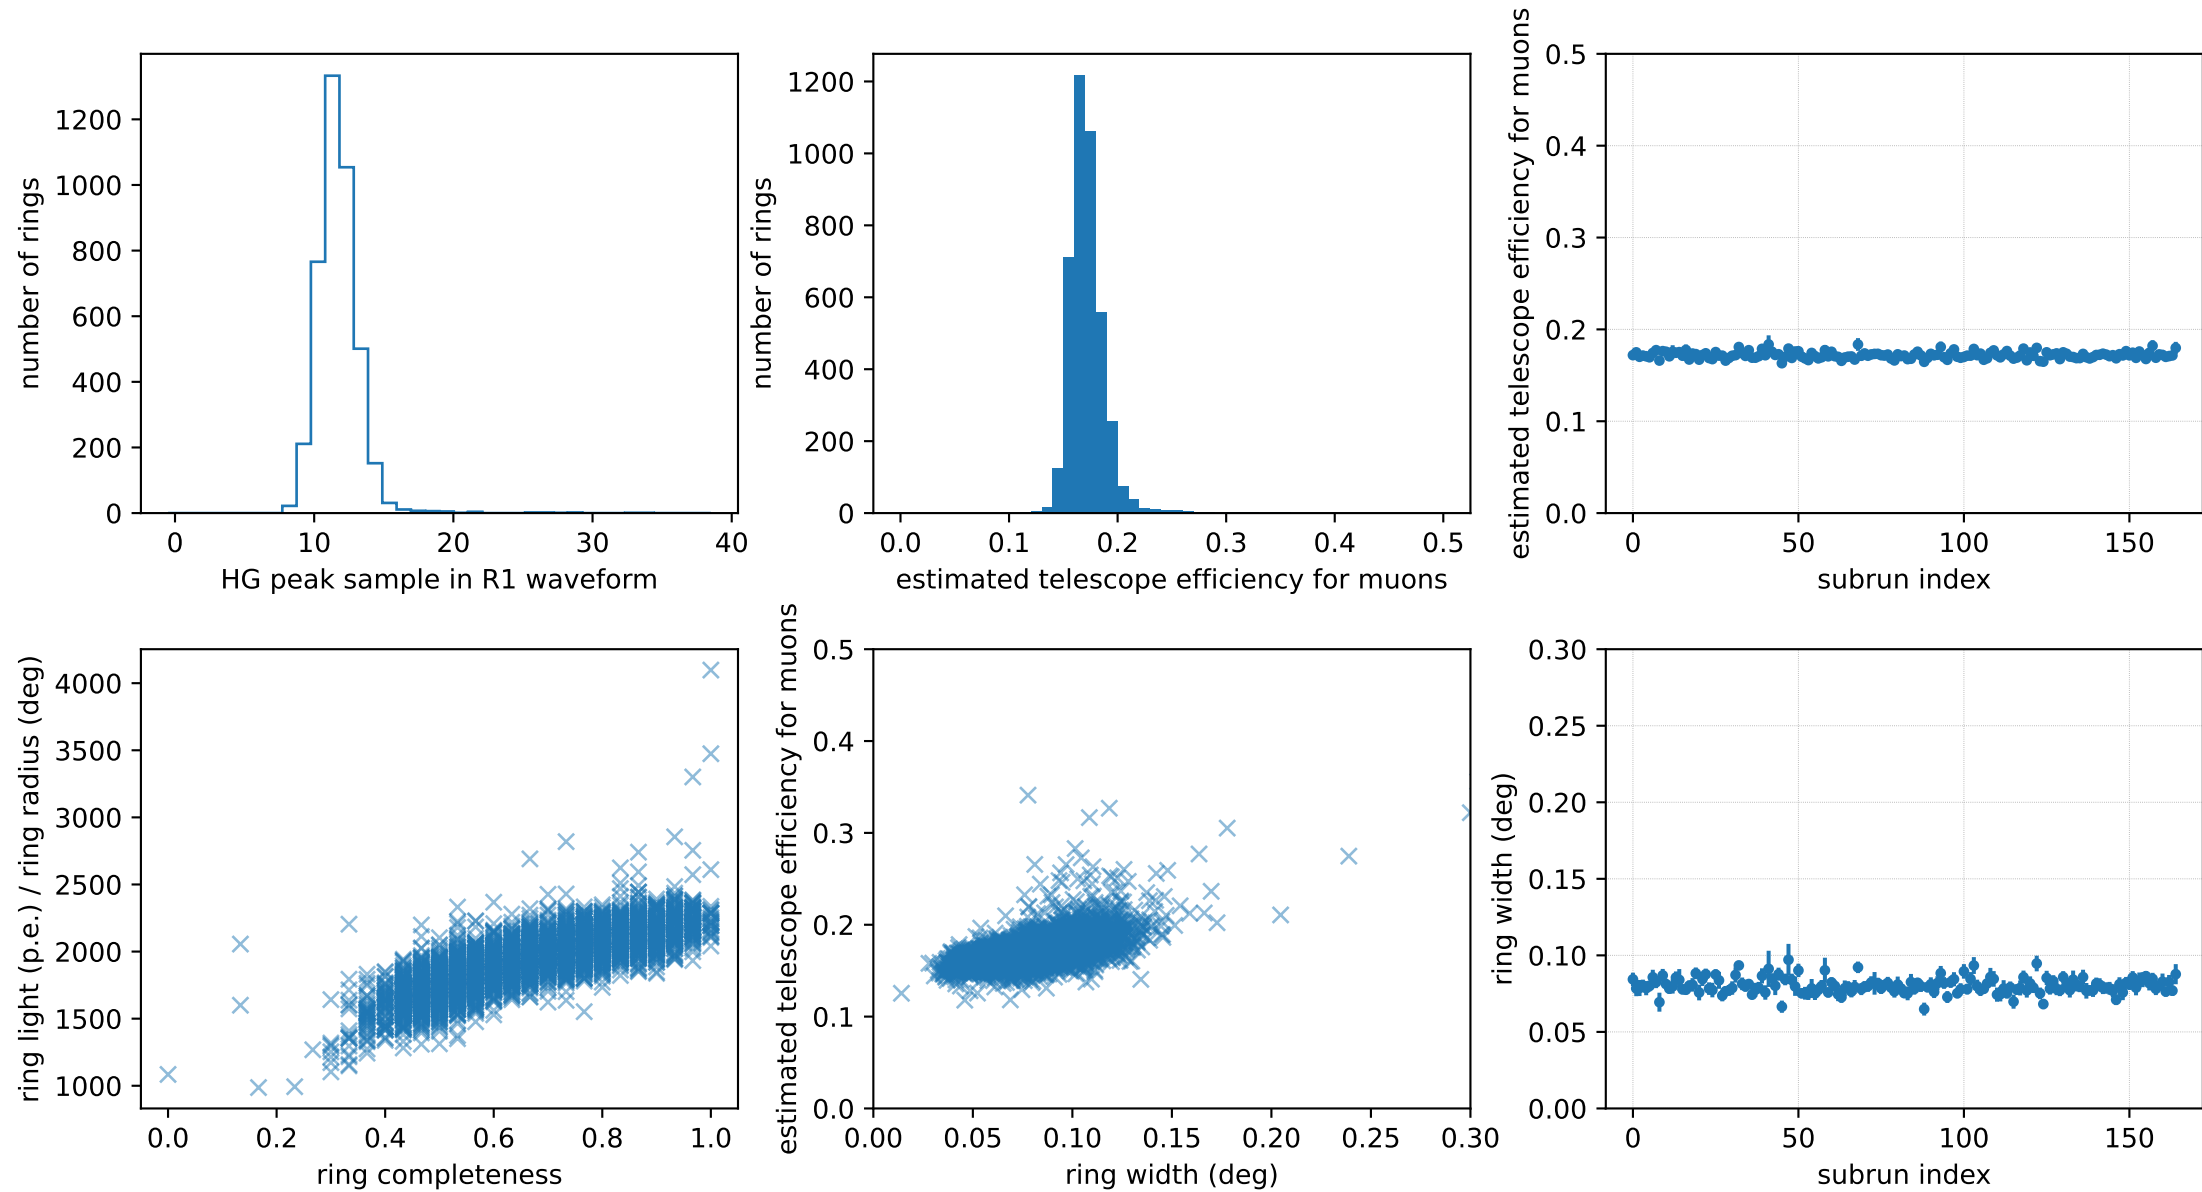 number of rings
1200
1000
800
600
400
200
0
0 10 20 30 40
HG peak sample in R1 waveform
number of rings
1200
1000
800
600
400
200
0
0.0 0.1 0.2 0.3 0.4 0.5
estimated telescope efficiency for muons
estimated telescope efficiency for muons
0.5
0.4
0.3
0.2
0.1
0.0
0 50 100 150
subrun index
ring light (p.e.) / ring radius (deg)
4000
3500
3000
2500
2000
1500
1000
0.0 0.2 0.4 0.6 0.8 1.0
ring completeness
estimated telescope efficiency for muons
0.5
0.4
0.3
0.2
0.1
0.0
0.00 0.05 0.10 0.15 0.20 0.25 0.30
ring width (deg)
ring width (deg)
0.30
0.25
0.20
0.15
0.10
0.05
0.00
0 50 100 150
subrun index